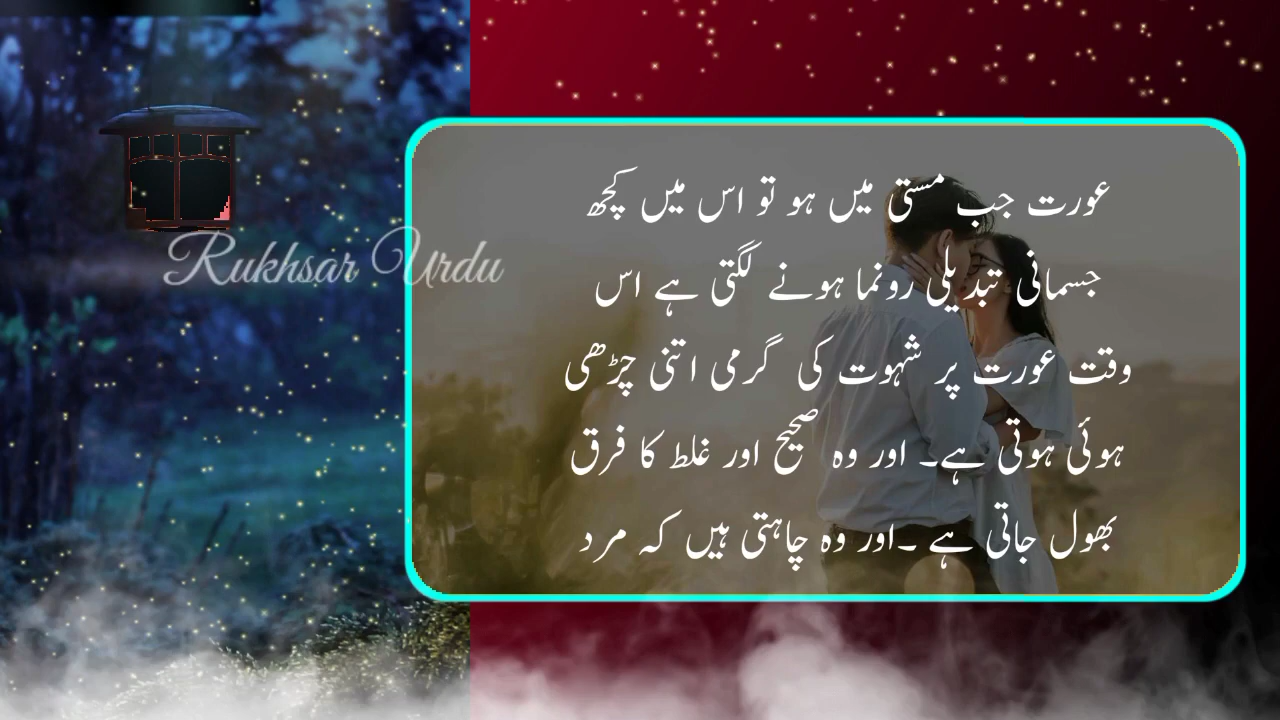 Rukhsar Urdu
عورت جب مستی میں ہو تو اس میں کچھ
جسمانی تبدیلی رونما ہونے لگتی ہے اس
وقت عورت پر شہوت کی گرمی اتنی چڑھی
ہوئی ہوتی ہے۔ اور وہ صحیح اور غلط کا فرق
بھول جاتی ہے ۔اور وہ چاہتی ہیں کہ مرد